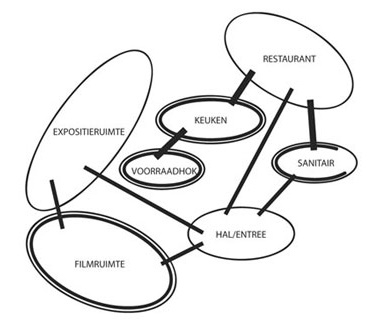 RESTAURANT
KEUKEN
EXPOSITIERUIMTE
VOORRAADHOK
SANITAIR
HAL/ENTREE
FILMRUIMTE